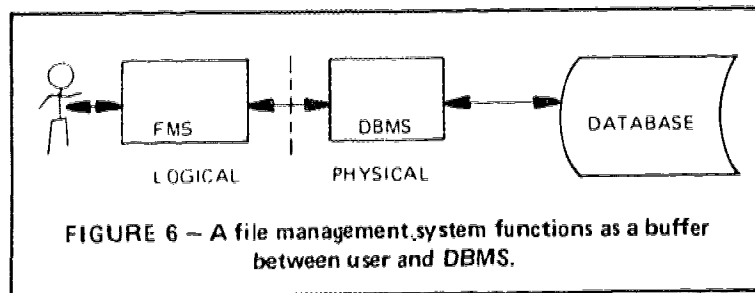 FMS
DBMS
DATABASE
LOGICAL
PHYSICAL
FIGURE 6 – A file management system functions as a buffer
between user and DBMS.